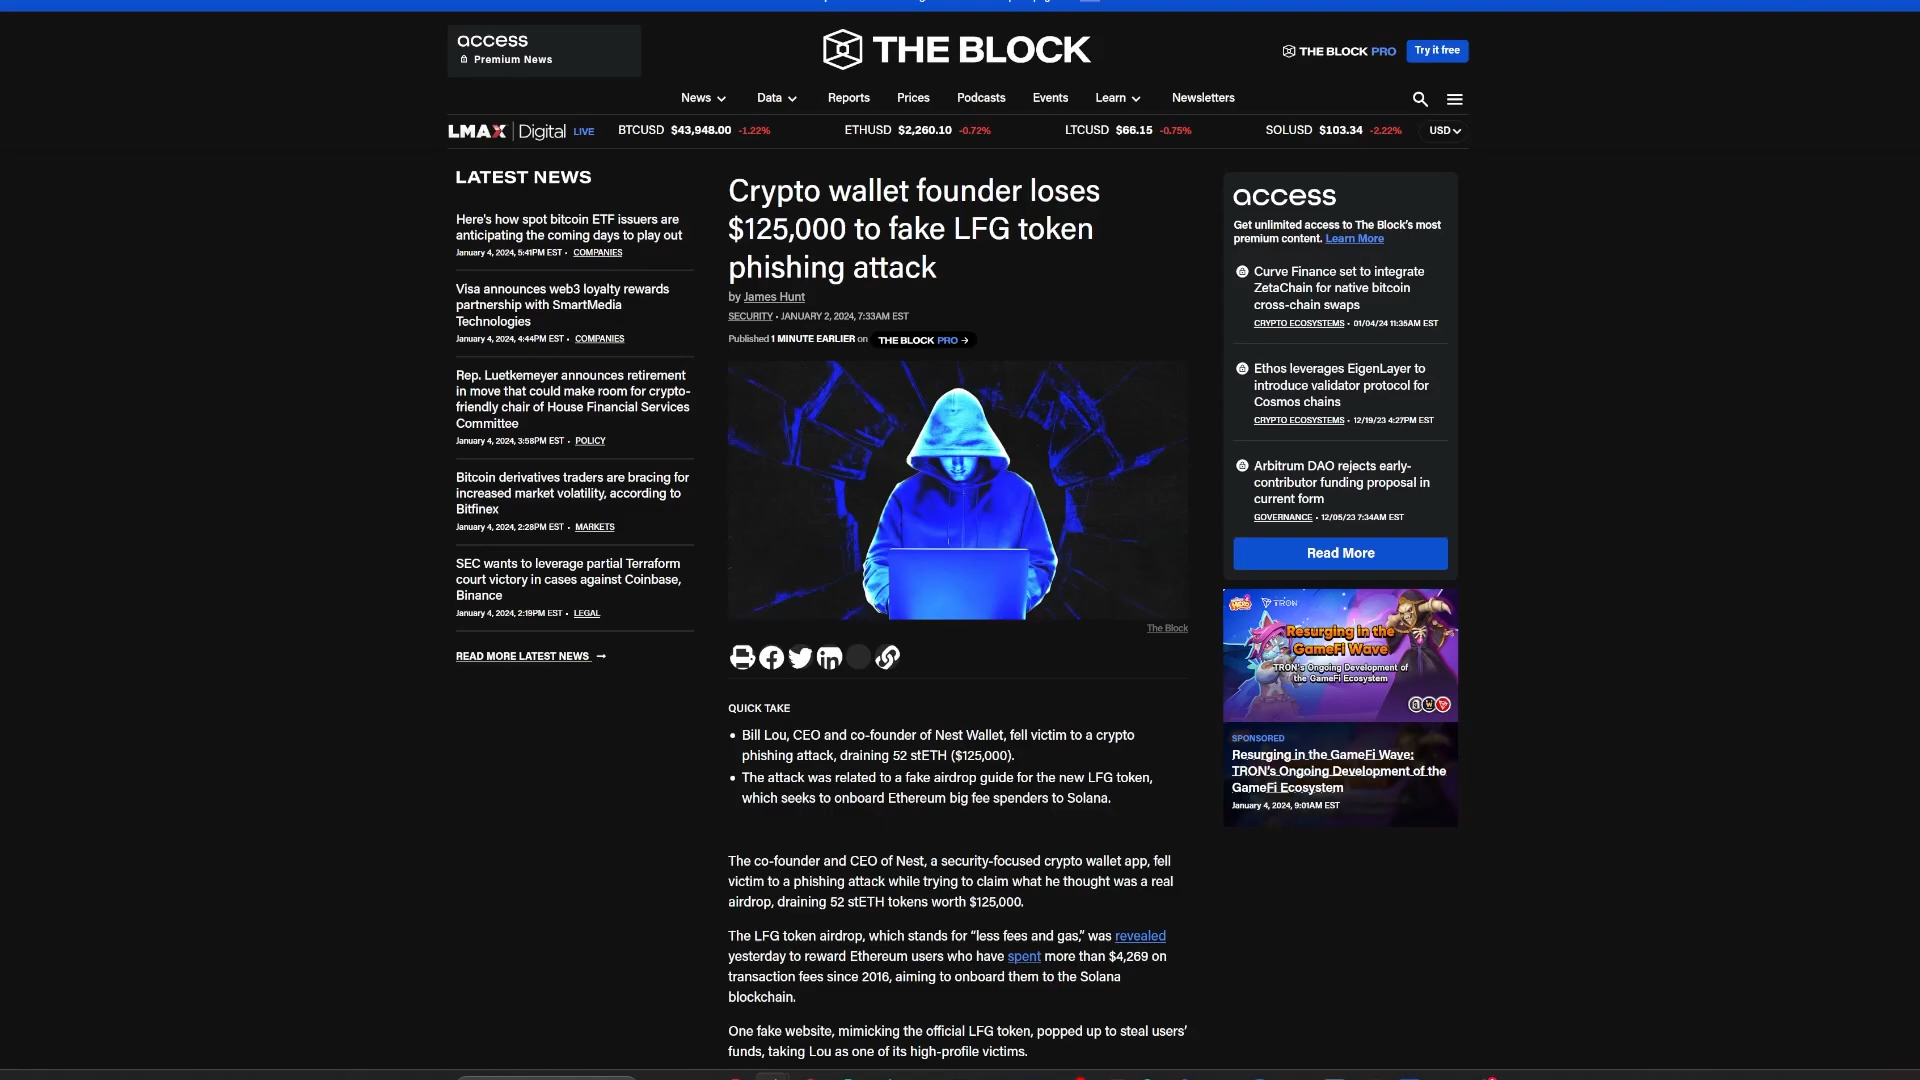 access
Premium News
THE BLOCK
THE BLOCK PRO
Try it free
News
Data
Reports
Prices
Podcasts
Events
Learn
Newsletters
LMAX Digital LIVE
BTCUSD $43,948.00 -1.22%
ETHUSD $2,260.10 -0.72%
LTCUSD $66.15 -0.75%
SOLUSD $103.34 -2.22%
USD
LATEST NEWS
Here's how spot bitcoin ETF issuers are
anticipating the coming days to play out
January 4, 2024, 5:41PM EST • COMPANIES
Visa announces web3 loyalty rewards
partnership with SmartMedia
Technologies
January 4, 2024, 4:44PM EST • COMPANIES
Rep. Luetkemeyer announces retirement
in move that could make room for crypto-
friendly chair of House Financial Services
Committee
January 4, 2024, 3:58PM EST • POLICY
Bitcoin derivatives traders are bracing for
increased market volatility, according to
Bitfinex
January 4, 2024, 2:28PM EST • MARKETS
SEC wants to leverage partial Terraform
court victory in cases against Coinbase,
Binance
January 4, 2024, 2:19PM EST • LEGAL
READ MORE LATEST NEWS →
Crypto wallet founder loses
$125,000 to fake LFG token
phishing attack
by James Hunt
SECURITY • JANUARY 2, 2024, 7:33AM EST
Published 1 MINUTE EARLIER on THE BLOCK PRO →
The Block
QUICK TAKE
• Bill Lou, CEO and co-founder of Nest Wallet, fell victim to a crypto
phishing attack, draining 52 stETH ($125,000).
• The attack was related to a fake airdrop guide for the new LFG token,
which seeks to onboard Ethereum big fee spenders to Solana.
The co-founder and CEO of Nest, a security-focused crypto wallet app, fell
victim to a phishing attack while trying to claim what he thought was a real
airdrop, draining 52 stETH tokens worth $125,000.
The LFG token airdrop, which stands for “less fees and gas,” was revealed
yesterday to reward Ethereum users who have spent more than $4,269 on
transaction fees since 2016, aiming to onboard them to the Solana
blockchain.
One fake website, mimicking the official LFG token, popped up to steal users’
funds, taking Lou as one of its high-profile victims.
access
Get unlimited access to The Block's most
premium content. Learn More
Curve Finance set to integrate
ZetaChain for native bitcoin
cross-chain swaps
CRYPTO ECOSYSTEMS • 01/04/24 11:35AM EST
Ethos leverages EigenLayer to
introduce validator protocol for
Cosmos chains
CRYPTO ECOSYSTEMS • 12/19/23 4:27PM EST
Arbitrum DAO rejects early-
contributor funding proposal in
current form
GOVERNANCE • 12/05/23 7:34AM EST
Read More
TRON
Resurging in the
GameFi Wave
TRON's Ongoing Development of
the GameFi Ecosystem
SPONSORED
Resurging in the GameFi Wave:
TRON's Ongoing Development of the
GameFi Ecosystem
January 4, 2024, 9:01AM EST